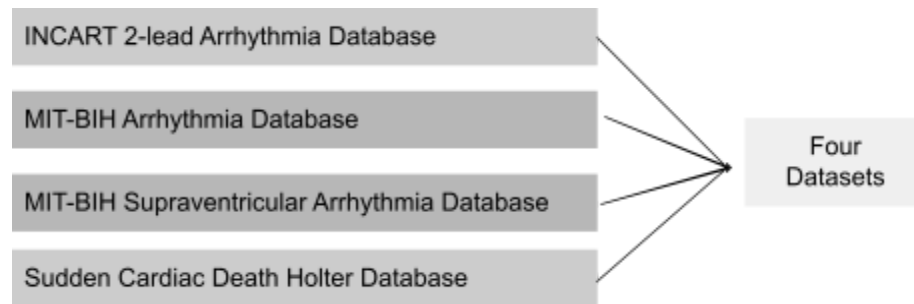 INCART 2-lead Arrhythmia Database
MIT-BIH Arrhythmia Database
MIT-BIH Supraventricular Arrhythmia Database
Sudden Cardiac Death Holter Database
Four
Datasets